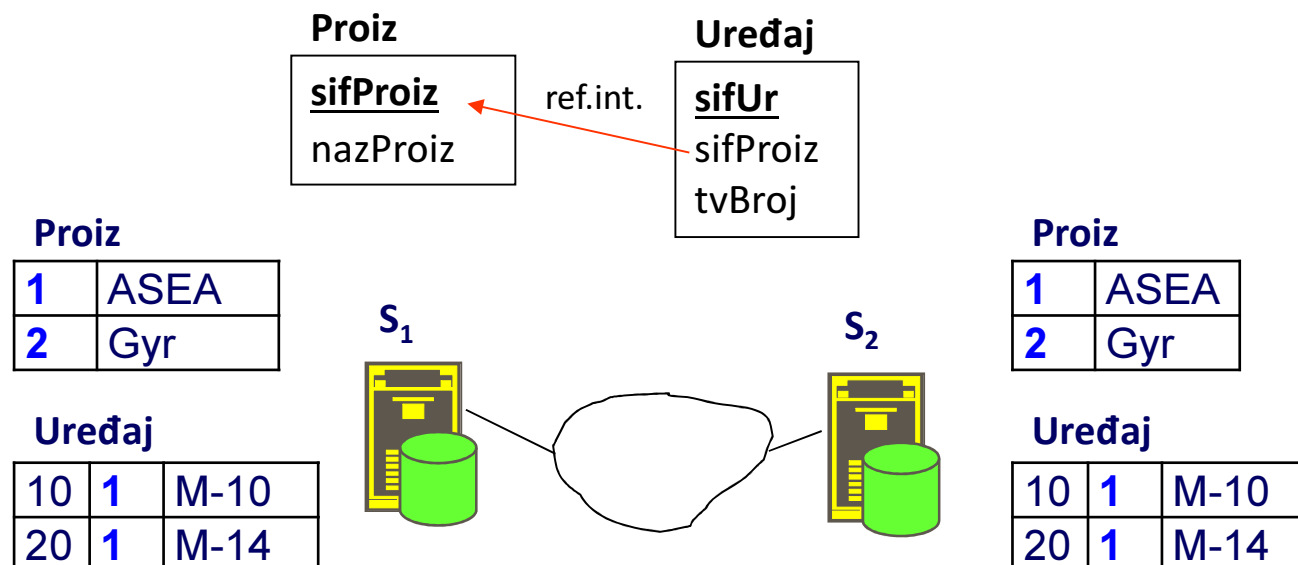 Proiz
sifProiz
nazProiz
ref.int.
Uređaj
sifUr
sifProiz
tvBroj
Proiz
1 ASEA
2 Gyr
Uređaj
10 1 M-10
20 1 M-14
S1
S2
Proiz
1 ASEA
2 Gyr
Uređaj
10 1 M-10
20 1 M-14